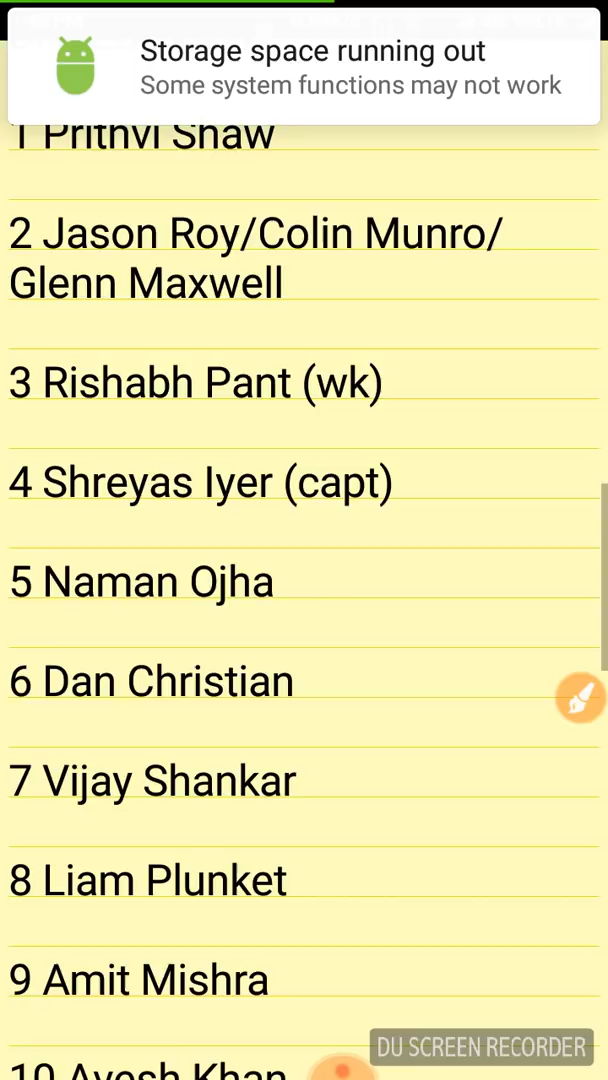 Storage space running out
Some system functions may not work
1 Prithvi Shaw
2 Jason Roy/Colin Munro/
Glenn Maxwell
3 Rishabh Pant (wk)
4 Shreyas Iyer (capt)
5 Naman Ojha
6 Dan Christian
7 Vijay Shankar
8 Liam Plunket
9 Amit Mishra
DU SCREEN RECORDER
10 Avesh Khan